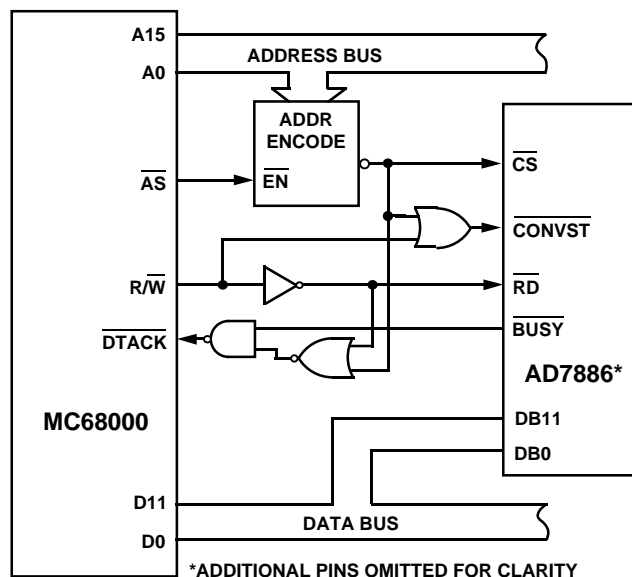 A15
ADDRESS BUS
A0
ADDR
ENCODE
AS
EN
CS
CONVST
R/W
RD
DTACK
BUSY
AD7886*
MC68000
DB11
DB0
D11
DATA BUS
D0
*ADDITIONAL PINS OMITTED FOR CLARITY